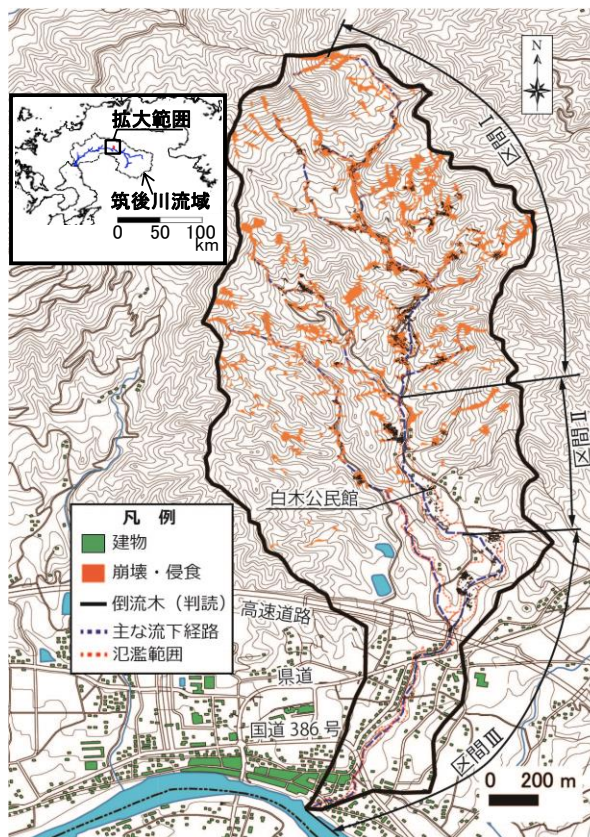 N
拡大範囲
筑後川流域
0 50 100
km
区間Ⅰ
区間Ⅱ
白木公民館
凡 例
建物
崩壊・侵食
倒流木（判読）
主な流下経路
氾濫範囲
高速道路
県道
国道 386 号
区間Ⅲ
0 200 m